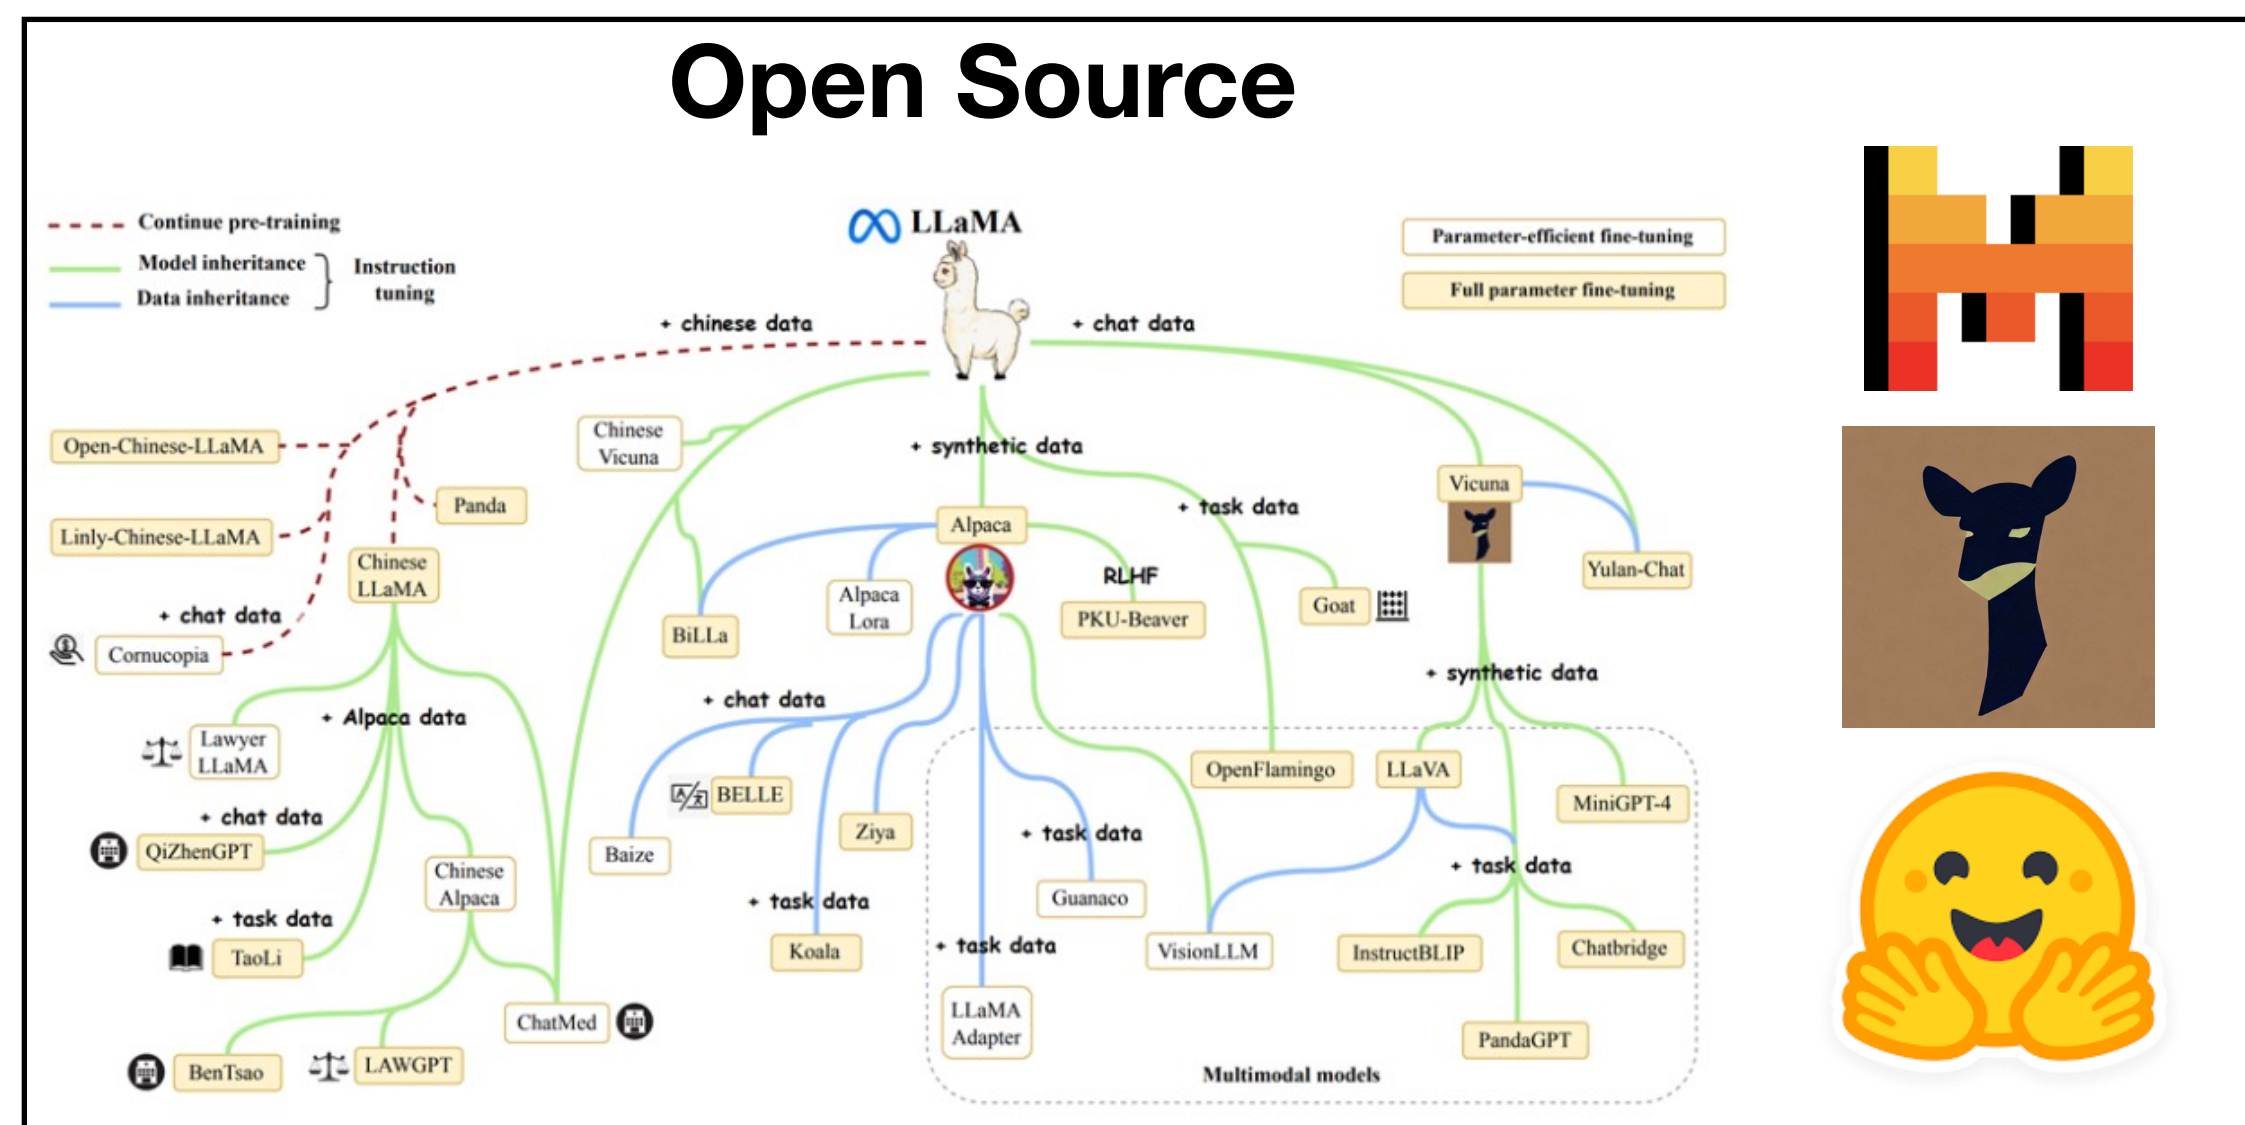 Open Source
Continue pre-training
Model inheritance
Data inheritance
Instruction
tuning
LLaMA
Parameter-efficient fine-tuning
Full parameter fine-tuning
+ chinese data
+ chat data
Open-Chinese-LLaMA
Linly-Chinese-LLaMA
Panda
Chinese
LLaMA
+ chat data
Cornucopia
Chinese
Vicuna
+ synthetic data
Alpaca
+ task data
Vicuna
Yulan-Chat
BiLLa
Alpaca
Lora
RLHF
PKU-Beaver
Goat
+ synthetic data
Lawyer
LLaMA
+ Alpaca data
+ chat data
QiZhenGPT
+ task data
TaoLi
Chinese
Alpaca
BenTsao
LAWGPT
ChatMed
+ chat data
BELLE
Baize
Ziya
+ task data
Koala
+ task data
Guanaco
+ task data
LLaMA
Adapter
OpenFlamingo
LLaVA
MiniGPT-4
VisionLLM
+ task data
InstructBLIP
Chatbridge
PandaGPT
Multimodal models